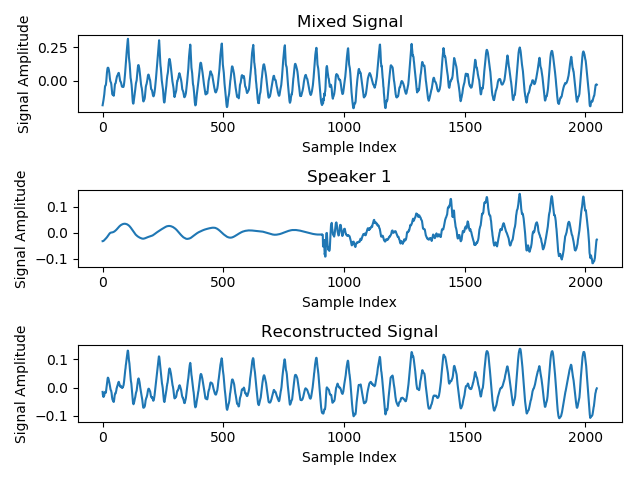 Mixed Signal
Signal Amplitude
0.25
0.00
0 500 1000 1500 2000
Sample Index
Speaker 1
Signal Amplitude
0.1
0.0
−0.1
0 500 1000 1500 2000
Sample Index
Reconstructed Signal
Signal Amplitude
0.1
0.0
−0.1
0 500 1000 1500 2000
Sample Index